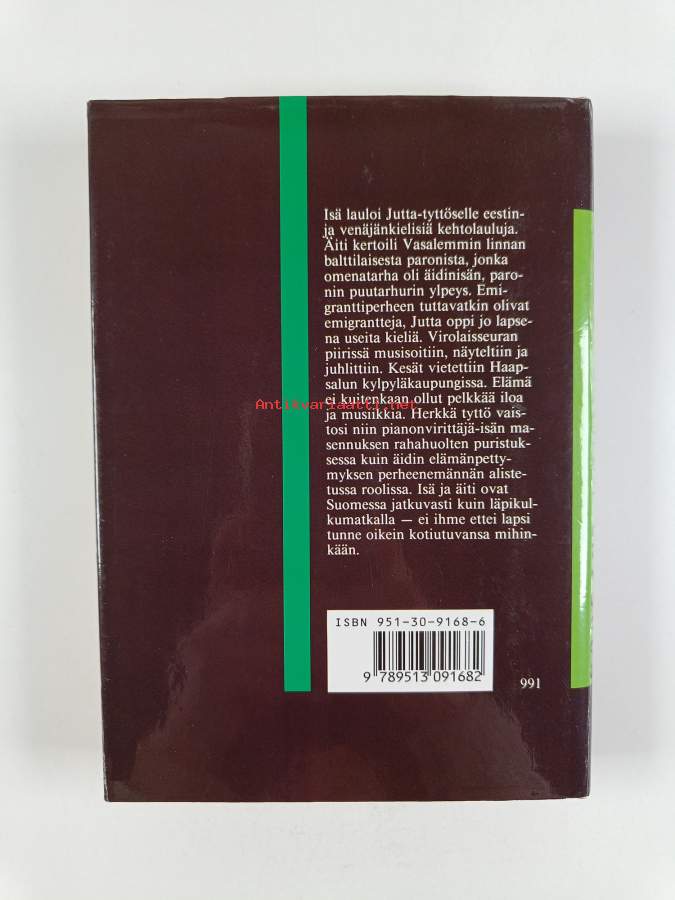 Isä lauloi Jutta-tyttöselle eestin-
ja venäjänkielisiä kehtolauluja.
Äiti kertoili Vasalemmin linnan
balttilaisesta paronista, jonka
omenatarha oli äidinisän, paro-
nin puutarhurin ylpeys. Emi-
granttiperheen tuttavatkin olivat
emigrantteja, Jutta oppi jo lapse-
na useita kieliä. Virolaisseuran
piirissä musisoitiin, näyteltiin ja
juhlittiin. Kesät vietettiin Haap-
salun kylpyläkaupungissa. Elämä
ei kuitenkaan ollut pelkkää iloa
Antikvariaatti.net
ja musiikkia. Herkkä tyttö vais-
tosi niin pianonvirittäjä-isän ma-
sennuksen rahahuolten puristuk-
sessa kuin äidin elämänpetty-
myksen perheenemännän aliste-
tussa roolissa. Isä ja äiti ovat
Suomessa jatkuvasti kuin läpikul-
kumatkalla — ei ihme ettei lapsi
tunne oikein kotiutuvansa mihin-
kään.
ISBN 951-30-9168-6
9 789513 091682
991